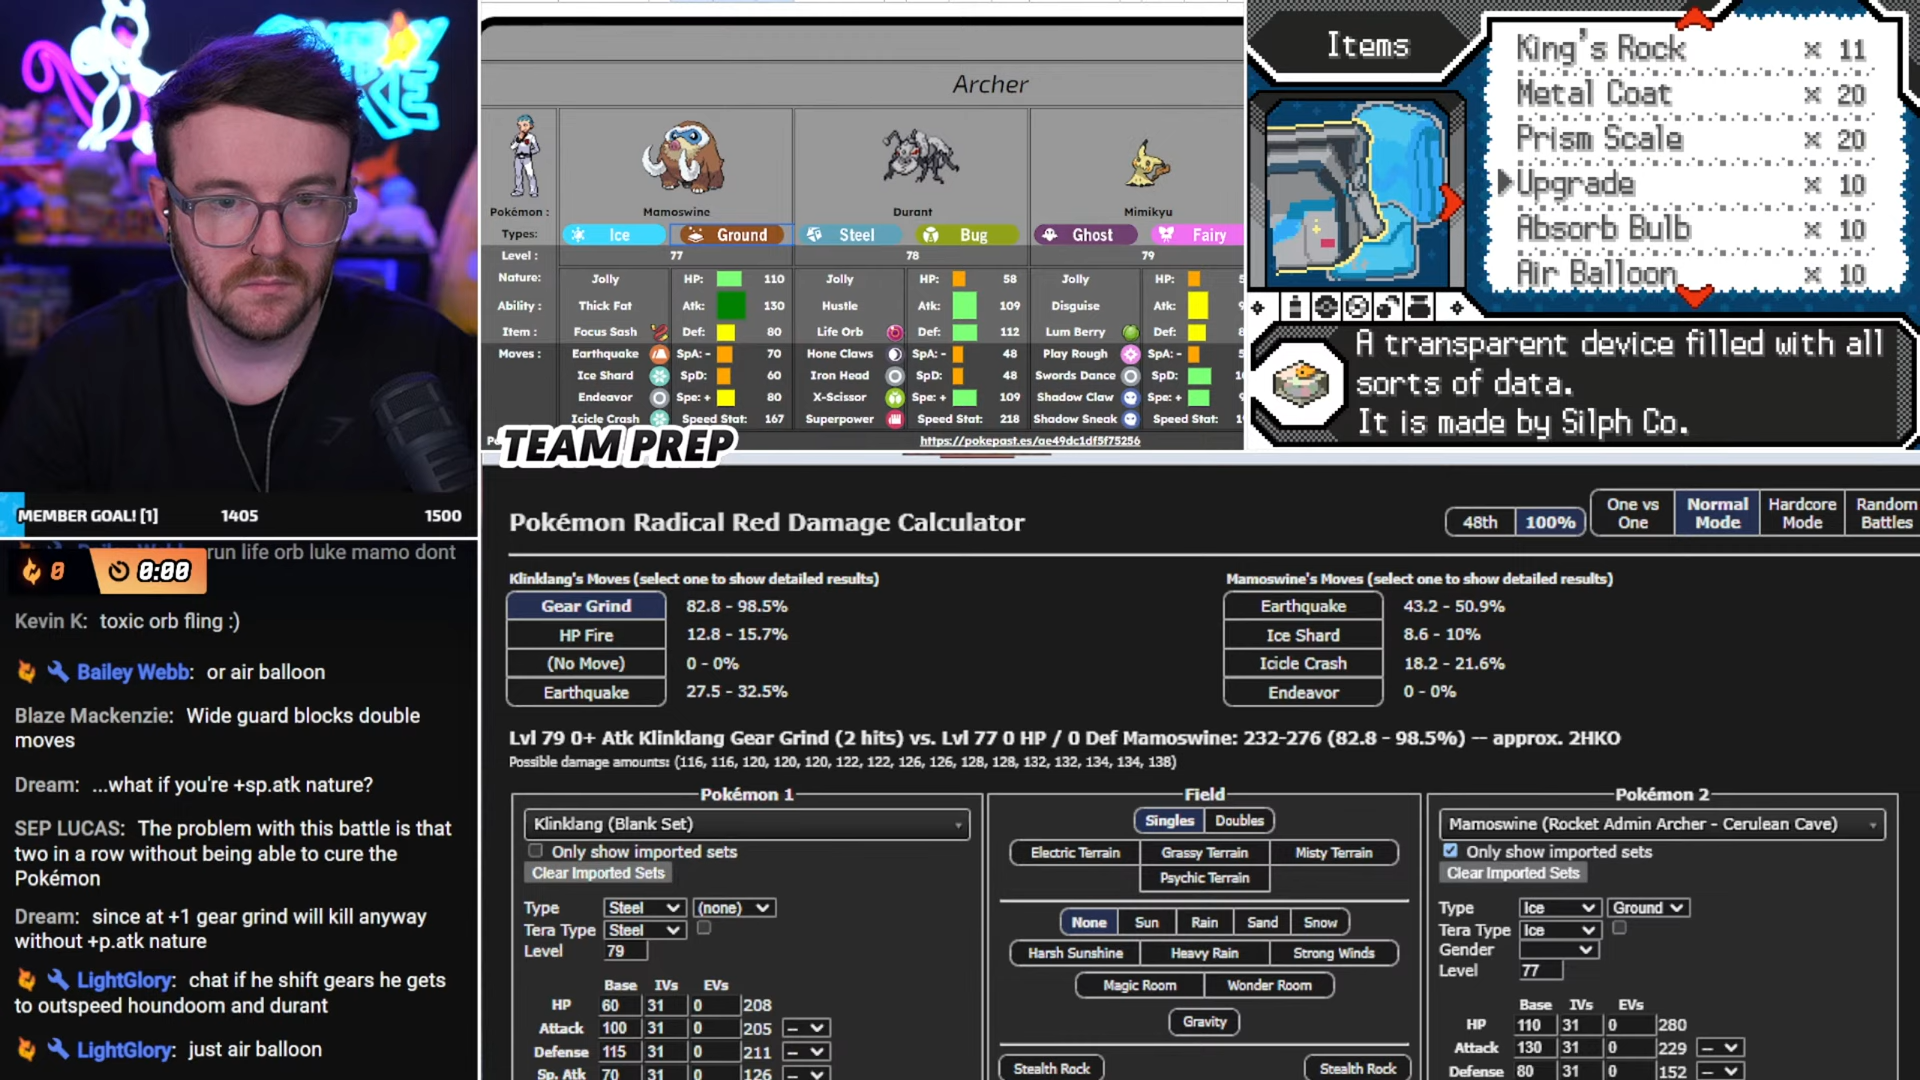 Archer
Pokémon :
Mamoswine
Durant
Mimikyu
Types:
Ice
Ground
Steel
Bug
Ghost
Fairy
Level :
77
78
79
Nature:
Jolly
HP:
110
Jolly
HP:
58
Jolly
HP:
Ability :
Thick Fat
Atk:
130
Hustle
Atk:
109
Disguise
Atk:
Item :
Focus Sash
Def:
80
Life Orb
Def:
112
Lum Berry
Def:
Moves :
Earthquake
SpA: -
70
Hone Claws
SpA: -
48
Play Rough
SpA: -
Ice Shard
SpD:
60
Iron Head
SpD:
48
Swords Dance
SpD:
Endeavor
Spe: +
80
X-Scissor
Spe: +
109
Shadow Claw
Spe: +
Icicle Crash
Speed Stat:
167
Superpower
Speed Stat:
218
Shadow Sneak
Speed Stat:
https://pokepast.es/ae49dc1df5f75256
TEAM PREP
Items
King's Rock × 11
Metal Coat × 20
Prism Scale × 20
Upgrade × 10
Absorb Bulb × 10
Air Balloon × 10
A transparent device filled with all
sorts of data.
It is made by Silph Co.
MEMBER GOAL! [1] 1405 1500
run life orb luke mamo dont
0 0:00
Kevin K: toxic orb fling :)
Bailey Webb: or air balloon
Blaze Mackenzie: Wide guard blocks double
moves
Dream: ...what if you're +sp.atk nature?
SEP LUCAS: The problem with this battle is that
two in a row without being able to cure the
Pokémon
Dream: since at +1 gear grind will kill anyway
without +p.atk nature
LightGlory: chat if he shift gears he gets
to outspeed houndoom and durant
LightGlory: just air balloon
Pokémon Radical Red Damage Calculator
48th 100%
One vs
One
Normal
Mode
Hardcore
Mode
Random
Battles
Klinklang's Moves (select one to show detailed results)
Gear Grind 82.8 - 98.5%
HP Fire 12.8 - 15.7%
(No Move) 0 - 0%
Earthquake 27.5 - 32.5%
Mamoswine's Moves (select one to show detailed results)
Earthquake 43.2 - 50.9%
Ice Shard 8.6 - 10%
Icicle Crash 18.2 - 21.6%
Endeavor 0 - 0%
Lvl 79 0+ Atk Klinklang Gear Grind (2 hits) vs. Lvl 77 0 HP / 0 Def Mamoswine: 232-276 (82.8 - 98.5%) -- approx. 2HKO
Possible damage amounts: (116, 116, 120, 120, 120, 122, 122, 126, 126, 128, 128, 132, 132, 134, 134, 138)
Pokémon 1
Klinklang (Blank Set)
Only show imported sets
Clear Imported Sets
Type Steel (none)
Tera Type Steel
Level 79
Base IVs EVs
HP 60 31 0 208
Attack 100 31 0 205 --
Defense 115 31 0 211 --
Sp. Atk 70 31 0 126 --
Field
Singles Doubles
Electric Terrain Grassy Terrain Misty Terrain
Psychic Terrain
None Sun Rain Sand Snow
Harsh Sunshine Heavy Rain Strong Winds
Magic Room Wonder Room
Gravity
Stealth Rock Stealth Rock
Pokémon 2
Mamoswine (Rocket Admin Archer - Cerulean Cave)
Only show imported sets
Clear Imported Sets
Type Ice Ground
Tera Type Ice
Gender
Level 77
Base IVs EVs
HP 110 31 0 280
Attack 130 31 0 229 --
Defense 80 31 0 152 --